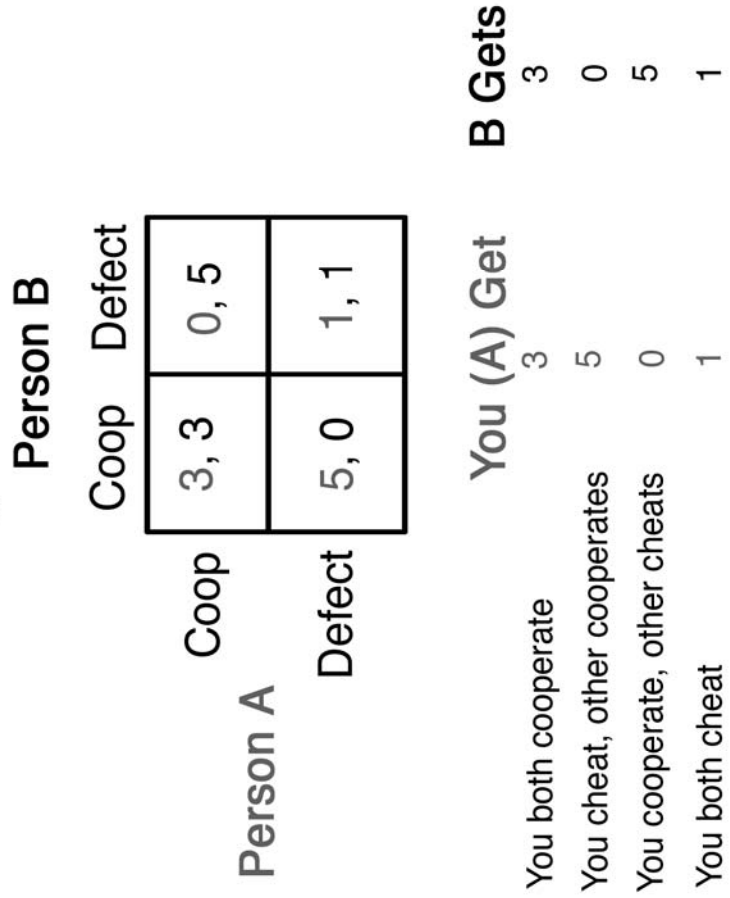 Person B
Coop Defect
Person A
Coop 3, 3 0, 5
Defect 5, 0 1, 1
You (A) Get B Gets
You both cooperate 3 3
You cheat, other cooperates 5 0
You cooperate, other cheats 0 5
You both cheat 1 1